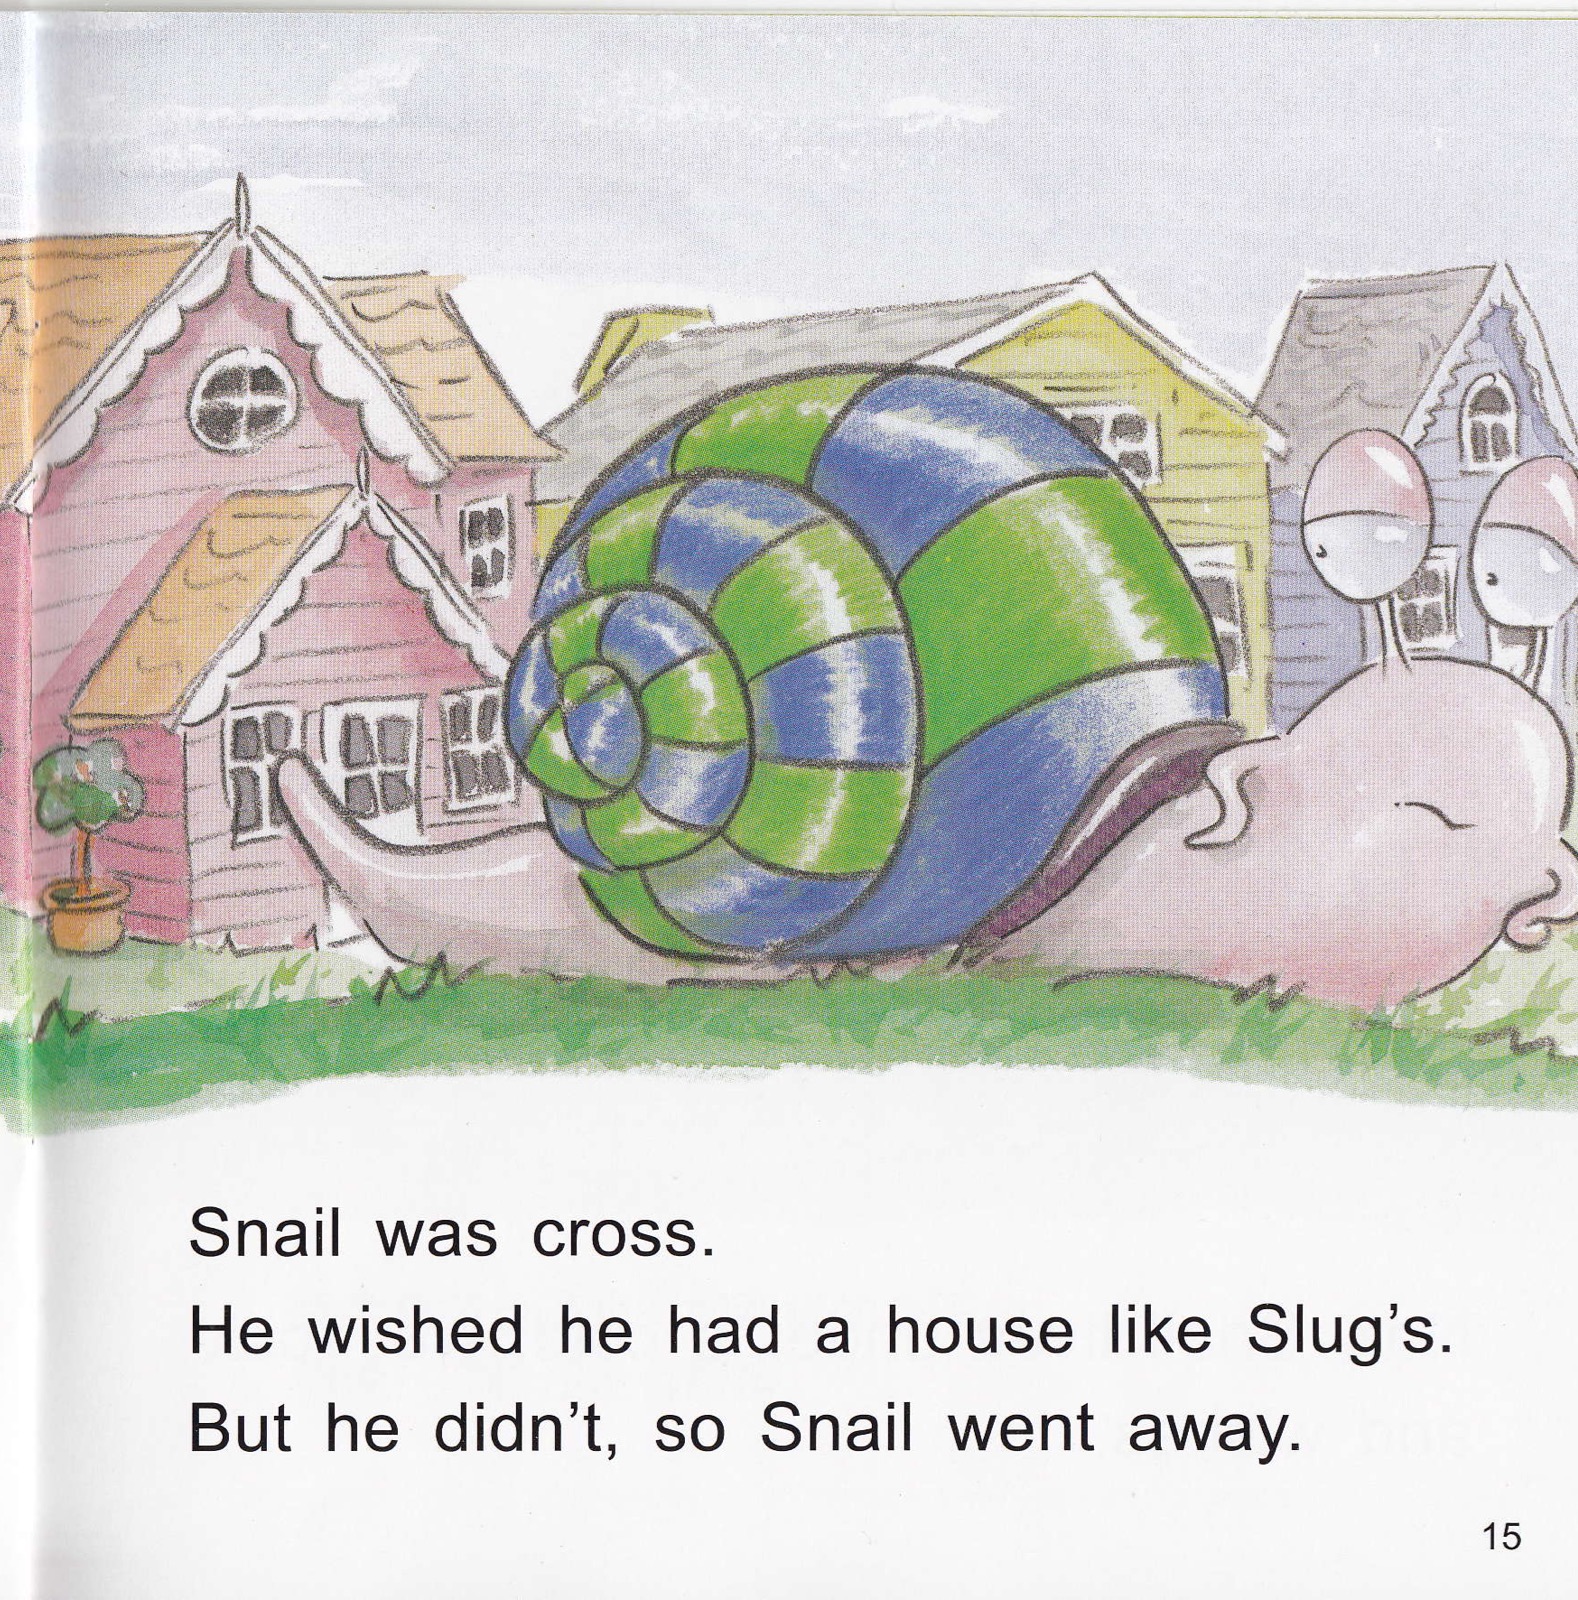 Snail was cross.
He wished he had a house like Slug’s.
But he didn’t, so Snail went away.
15